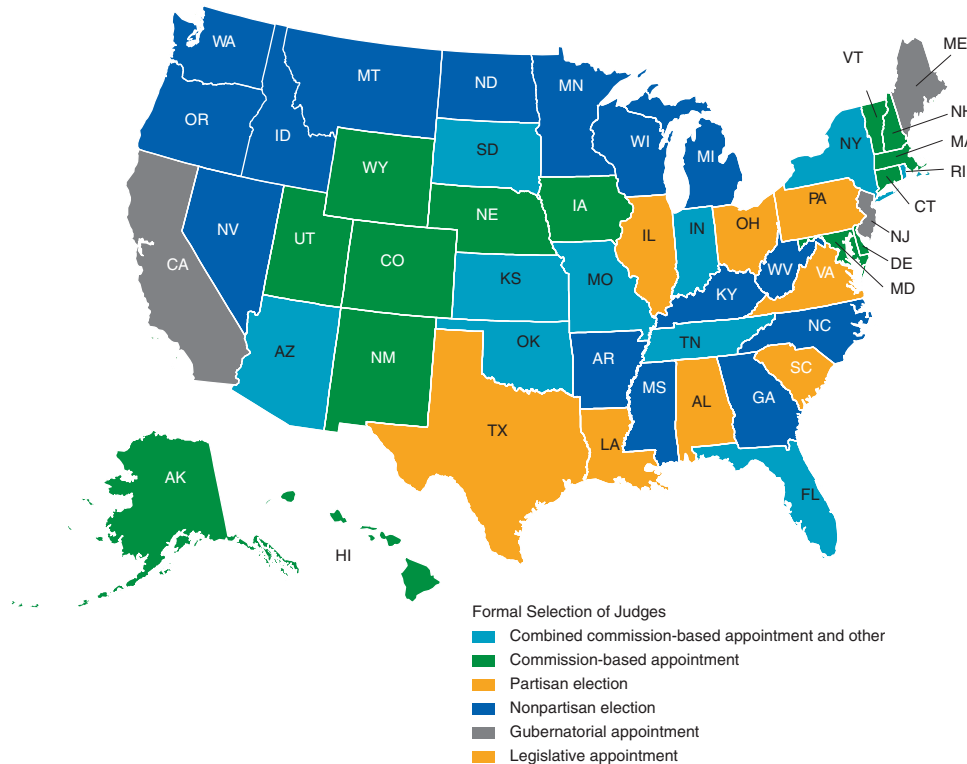 ME
WA
VT
MT
ND
MN
OR
NH
ID
WI
MA
SD
NY
MI
RI
WY
PA
CT
IA
NE
NV
OH
IL
IN
NJ
UT
CA
CO
DE
VA
WV
KS
MO
MD
KY
NC
OK
TN
AZ
NM
AR
SC
MS
GA
AL
TX
LA
AK
FL
HI
Formal Selection of Judges
Combined commission-based appointment and other
Commission-based appointment
Partisan election
Nonpartisan election
Gubernatorial appointment
Legislative appointment